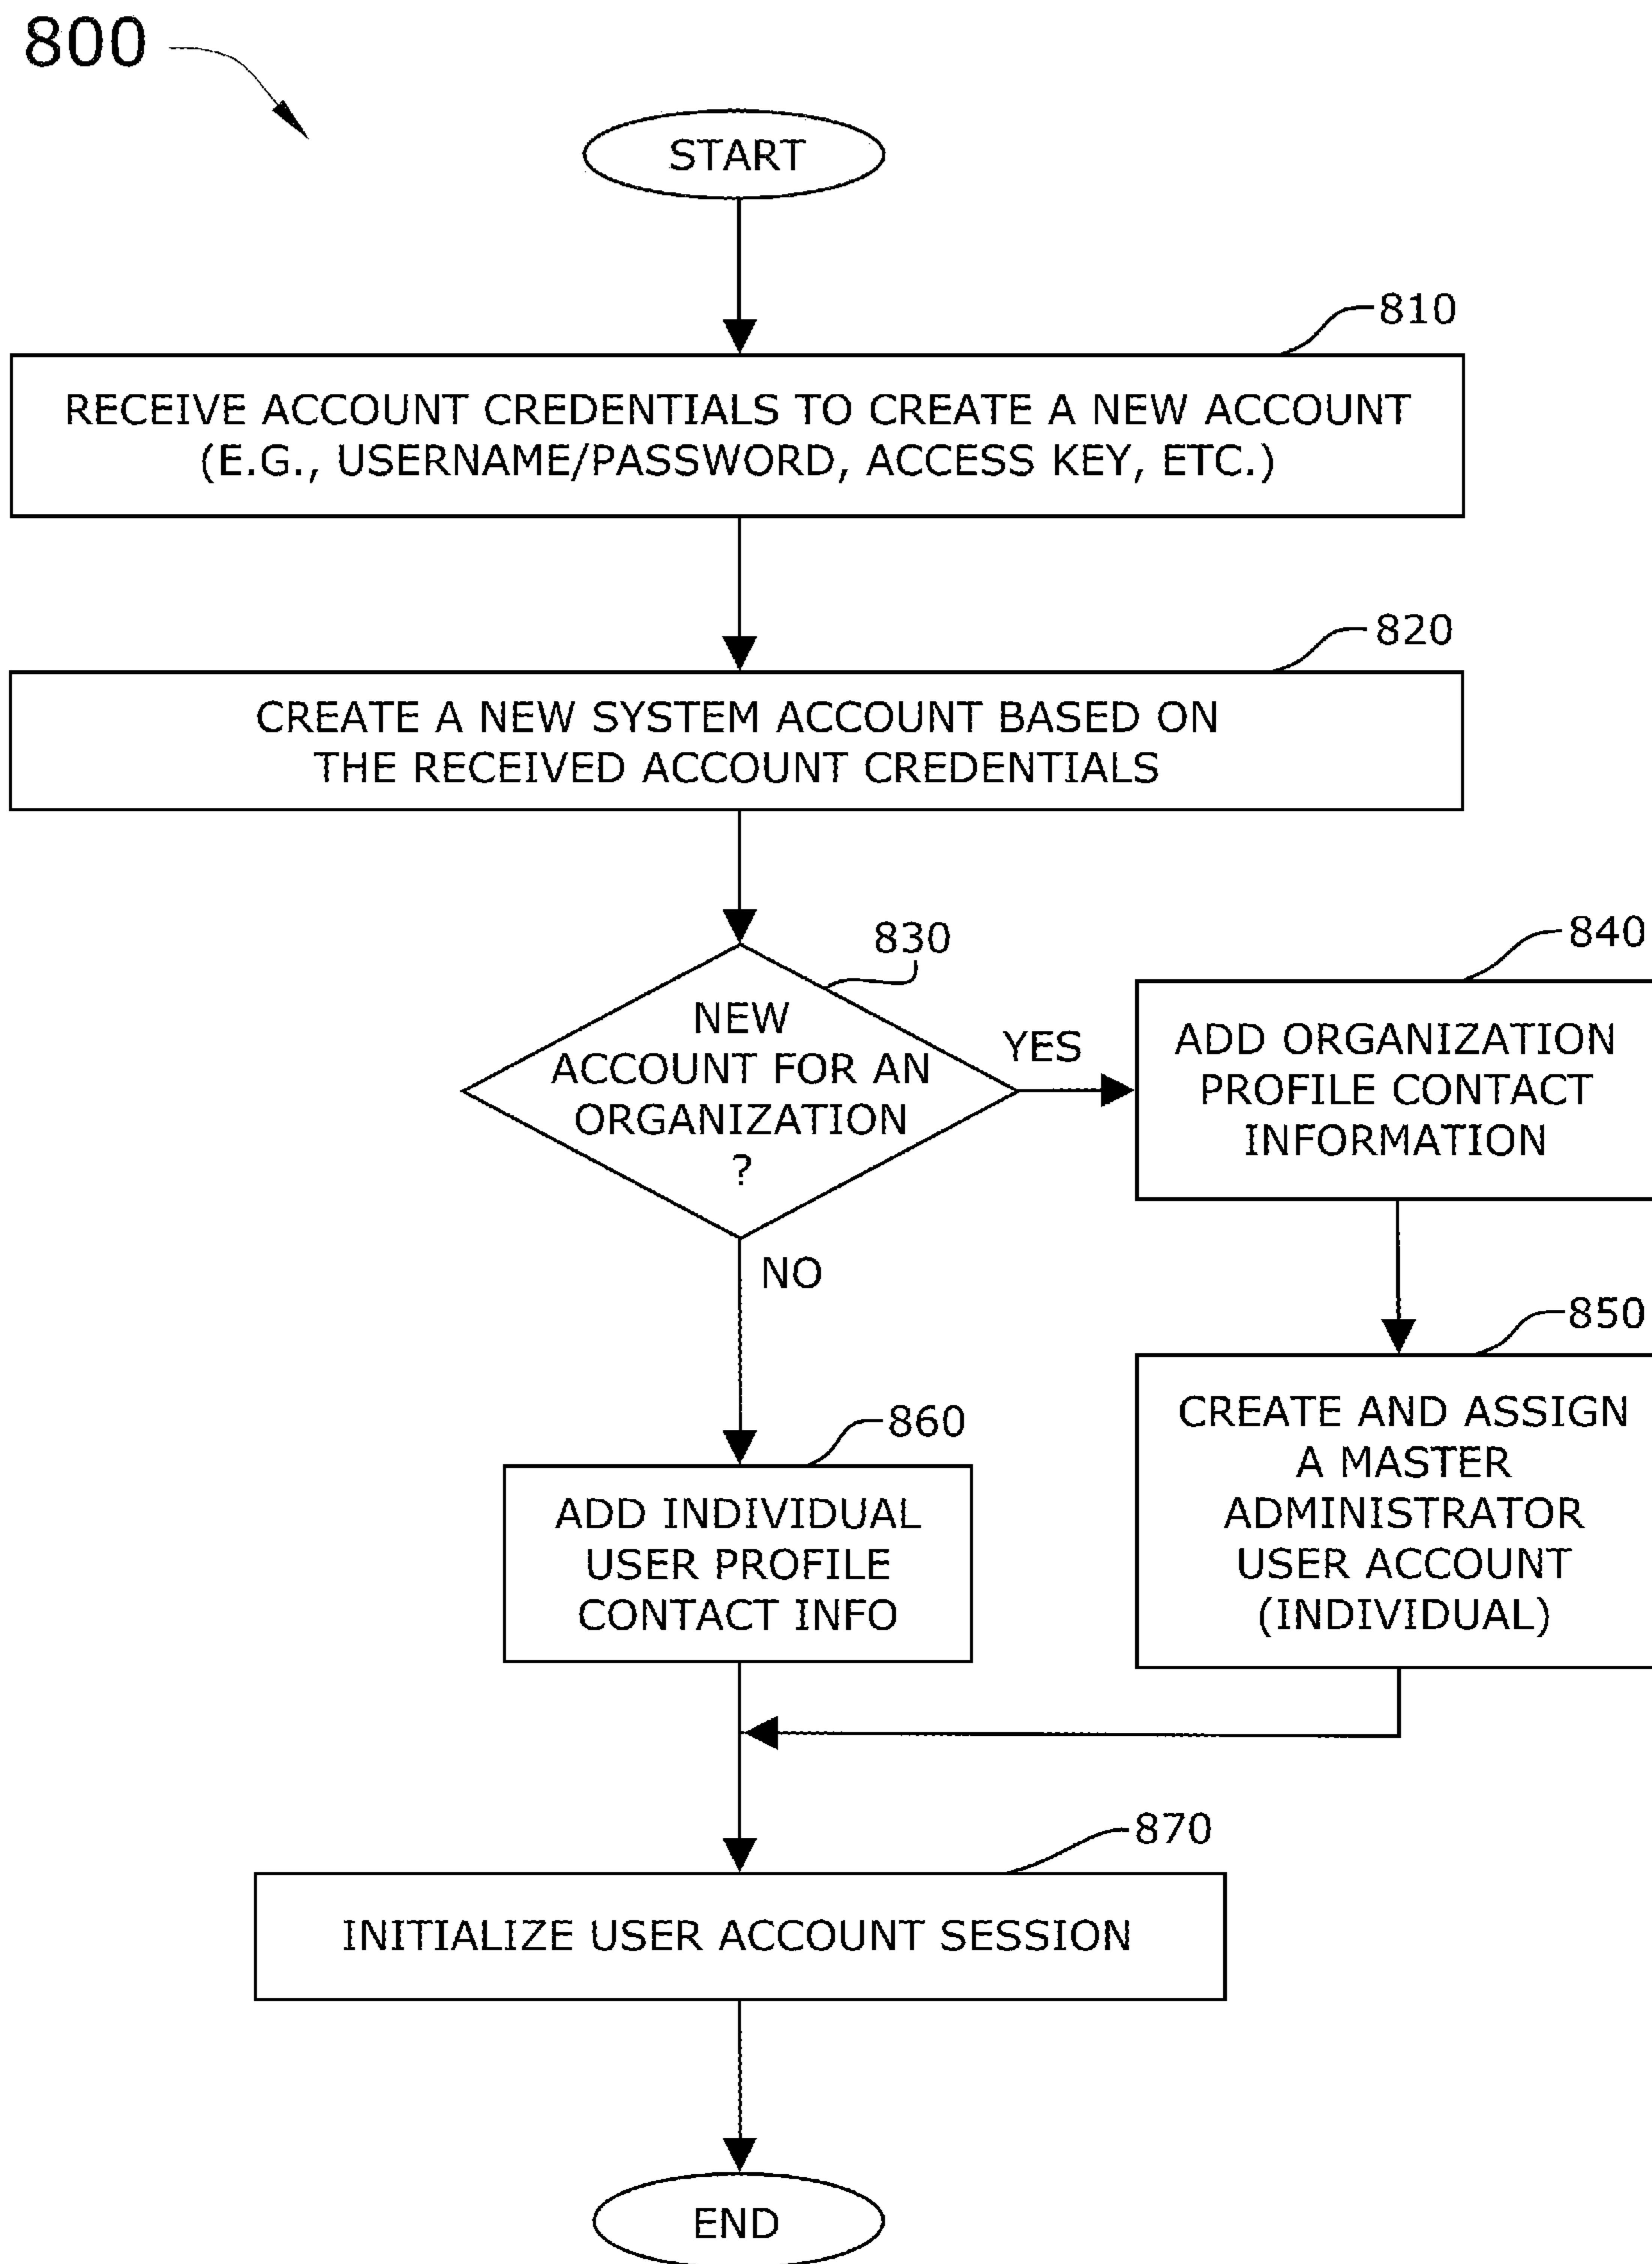 800
START
810
RECEIVE ACCOUNT CREDENTIALS TO CREATE A NEW ACCOUNT
(E.G., USERNAME/PASSWORD, ACCESS KEY, ETC.)
820
CREATE A NEW SYSTEM ACCOUNT BASED ON
THE RECEIVED ACCOUNT CREDENTIALS
830
NEW
ACCOUNT FOR AN
ORGANIZATION
?
YES
NO
840
ADD ORGANIZATION
PROFILE CONTACT
INFORMATION
850
CREATE AND ASSIGN
A MASTER
ADMINISTRATOR
USER ACCOUNT
(INDIVIDUAL)
860
ADD INDIVIDUAL
USER PROFILE
CONTACT INFO
870
INITIALIZE USER ACCOUNT SESSION
END